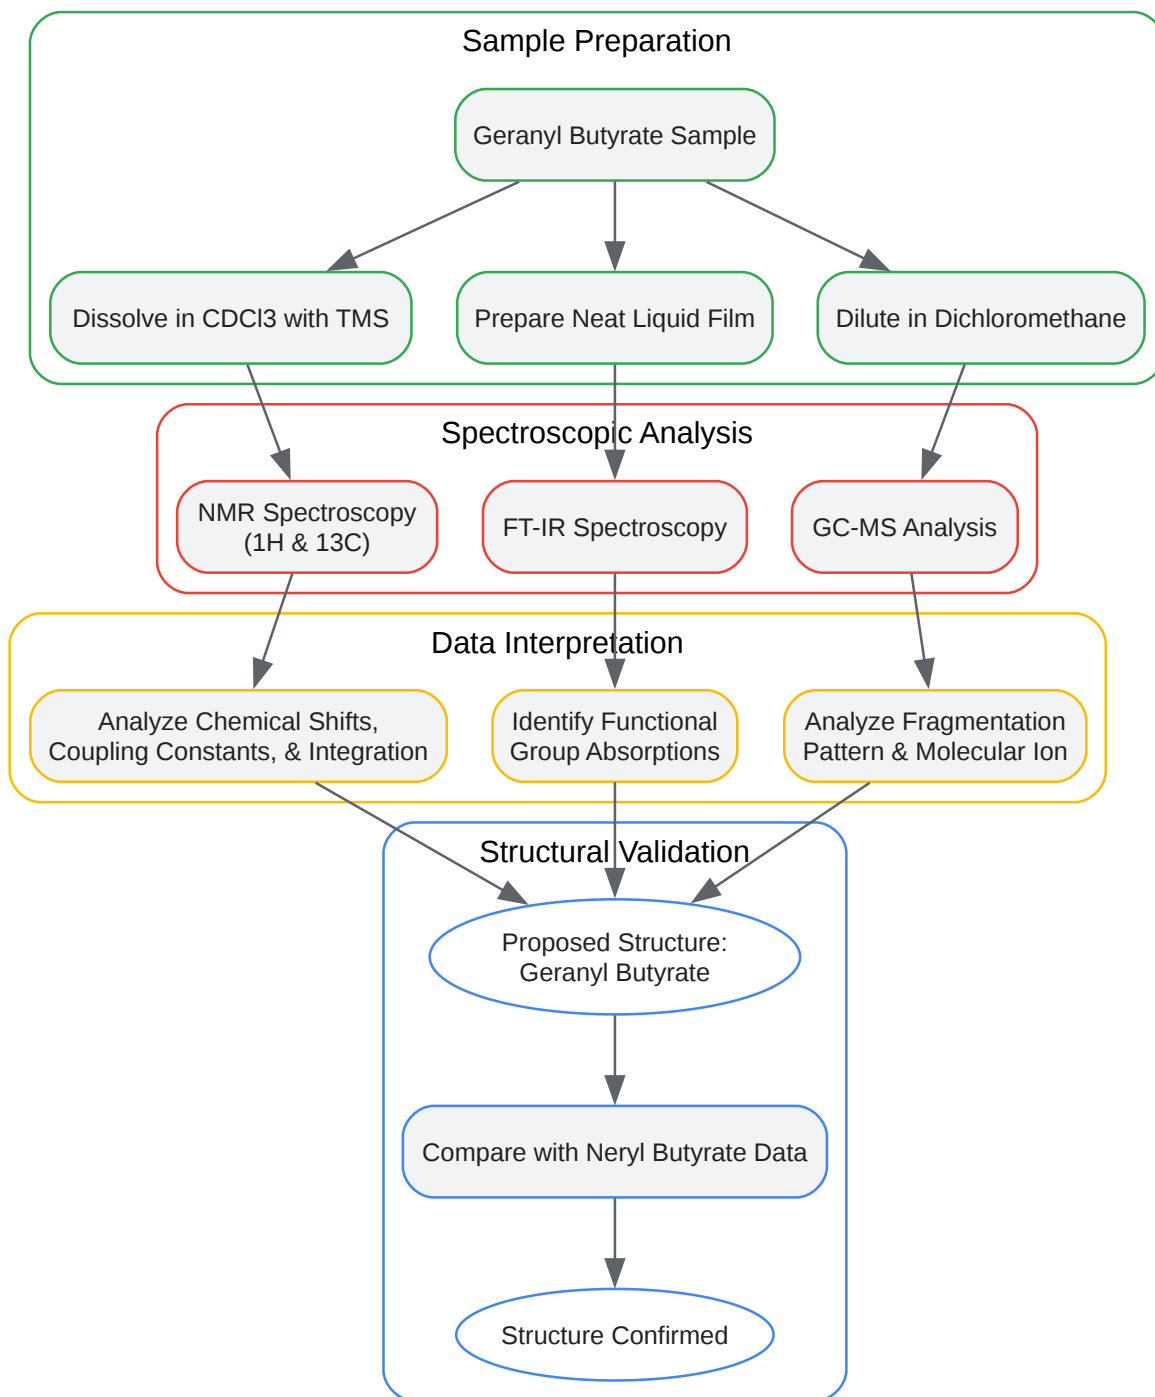 Sample Preparation
Geranyl Butyrate Sample
Dissolve in CDCl3 with TMS
Prepare Neat Liquid Film
Dilute in Dichloromethane
Spectroscopic Analysis
NMR Spectroscopy
(1H & 13C)
FT-IR Spectroscopy
GC-MS Analysis
Data Interpretation
Analyze Chemical Shifts,
Coupling Constants, & Integration
Identify Functional
Group Absorptions
Analyze Fragmentation
Pattern & Molecular Ion
Structural Validation
Proposed Structure:
Geranyl Butyrate
Compare with Neryl Butyrate Data
Structure Confirmed